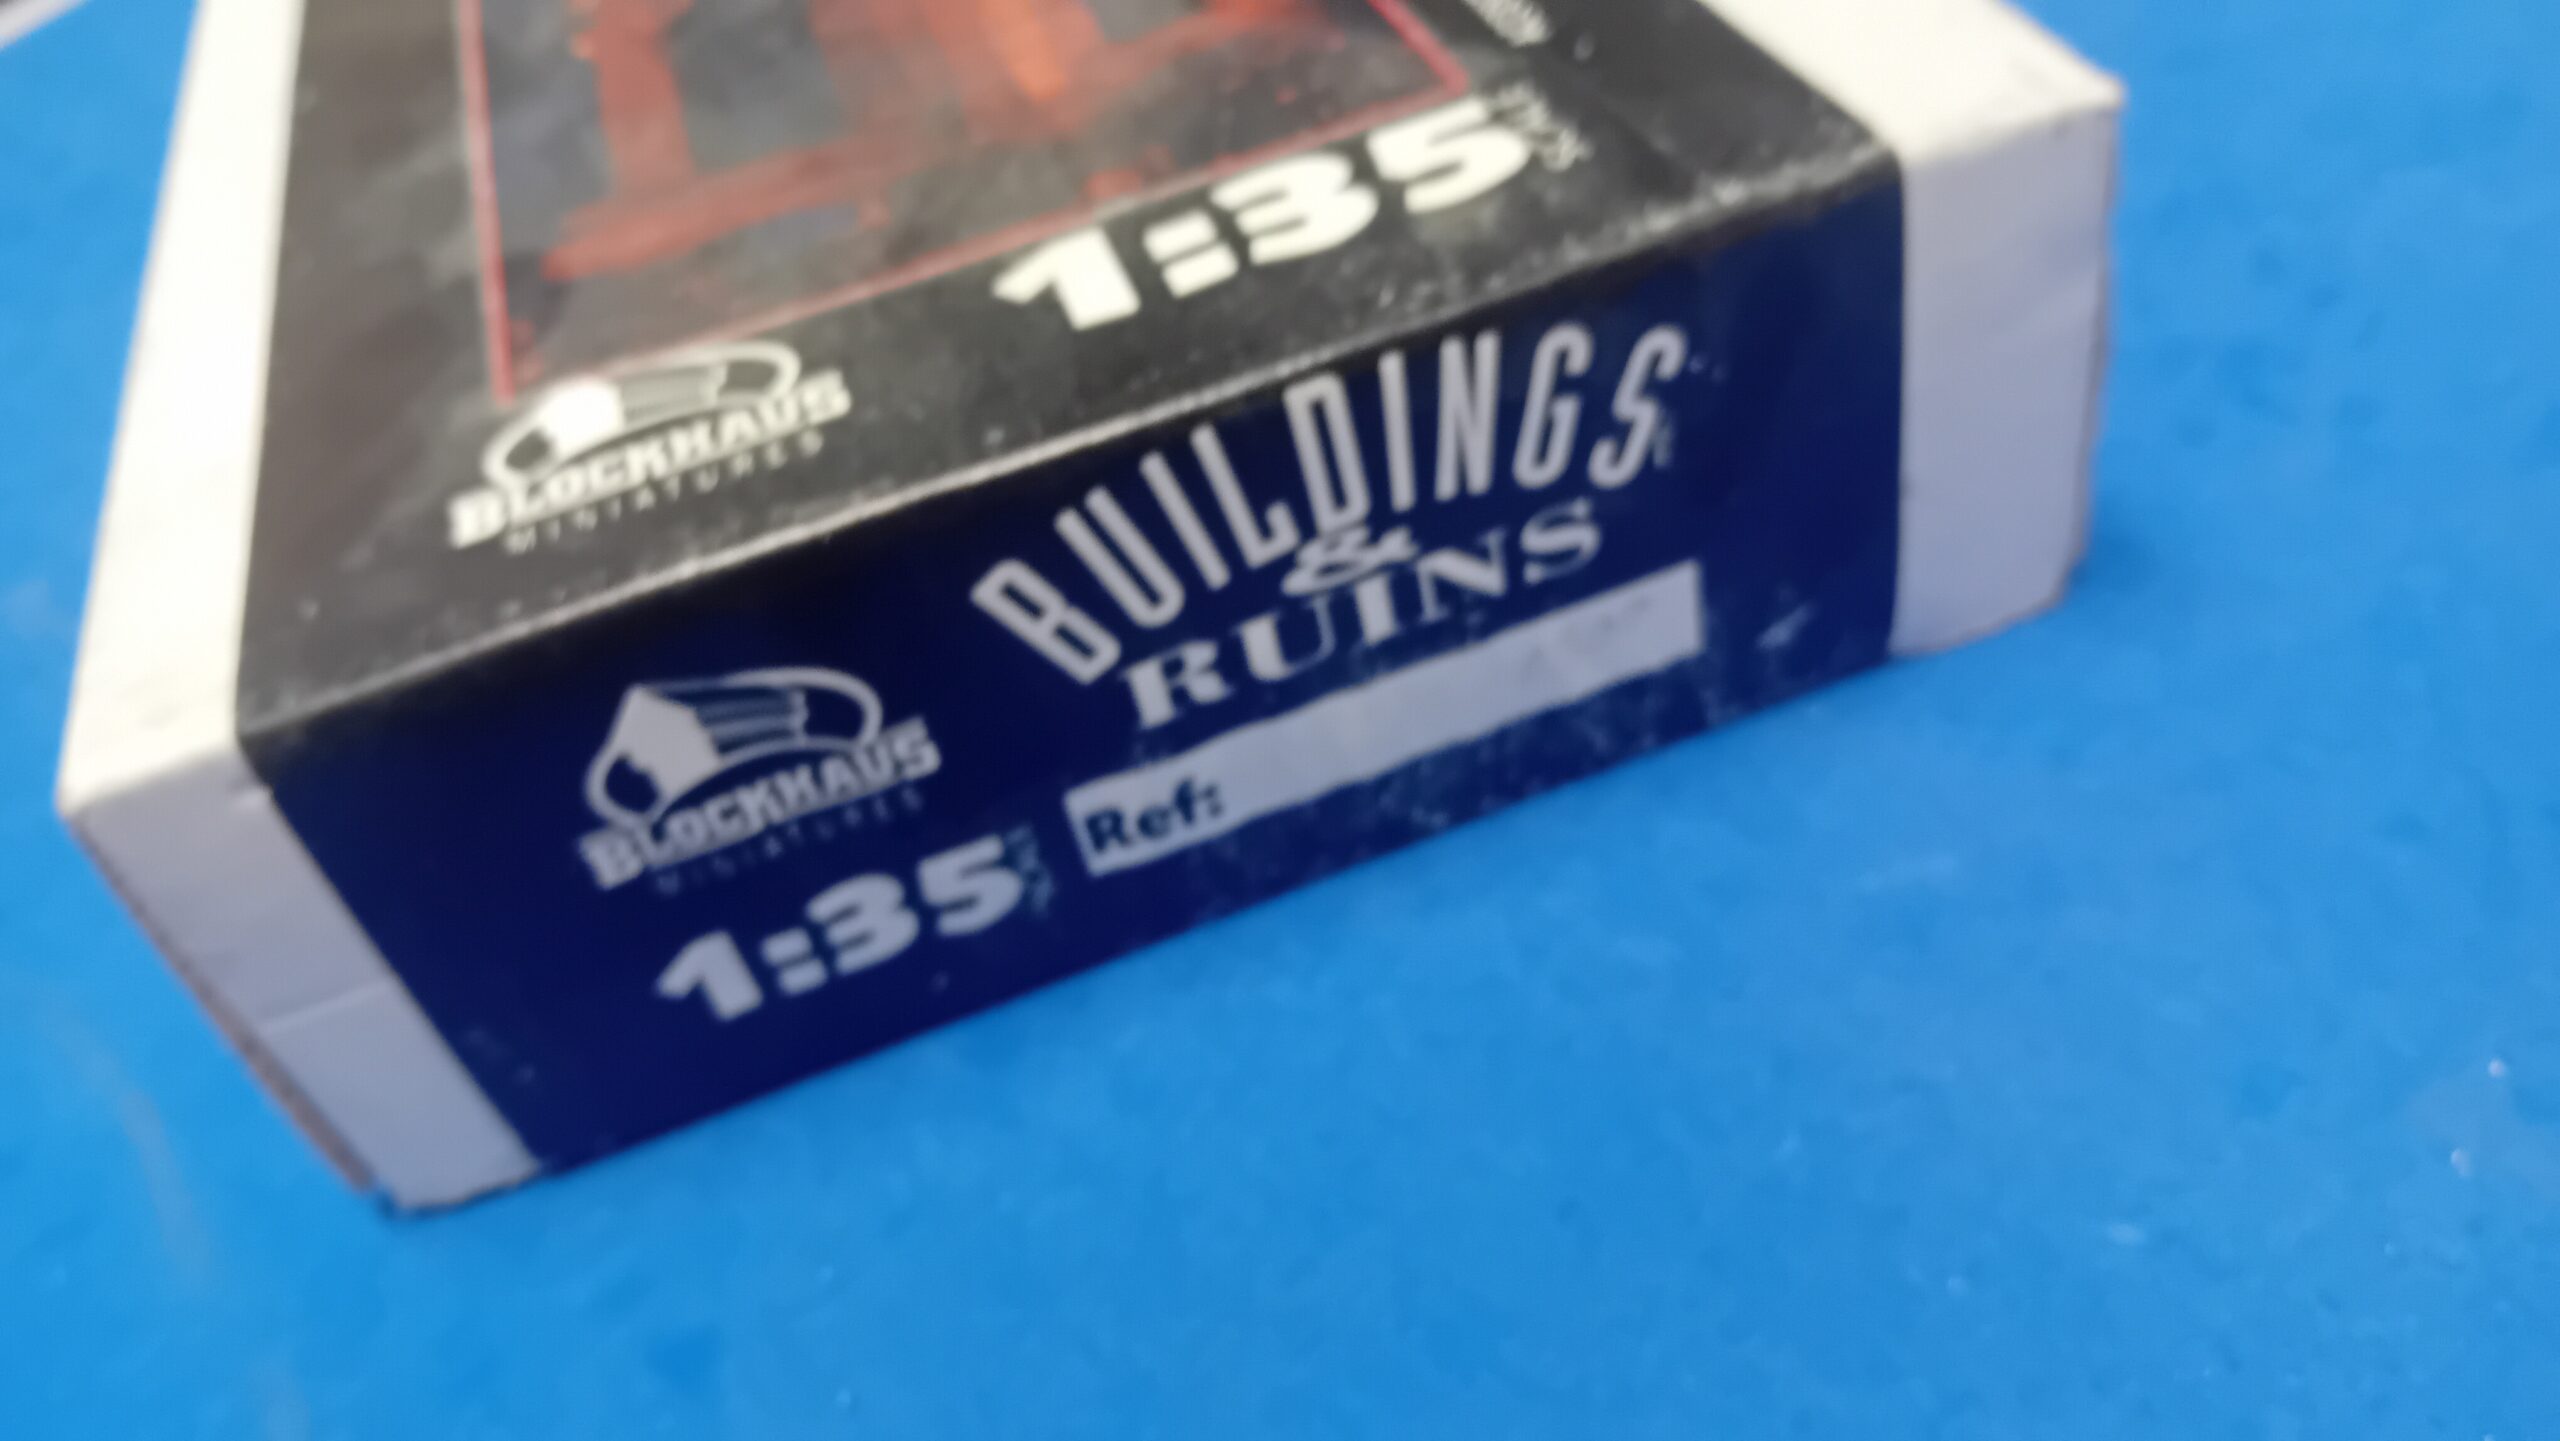 1:35
BLOCKHAUS
MINIATURES
BUILDINGS
&
RUINS
BLOCKHAUS
MINIATURES
Ref:
1:35